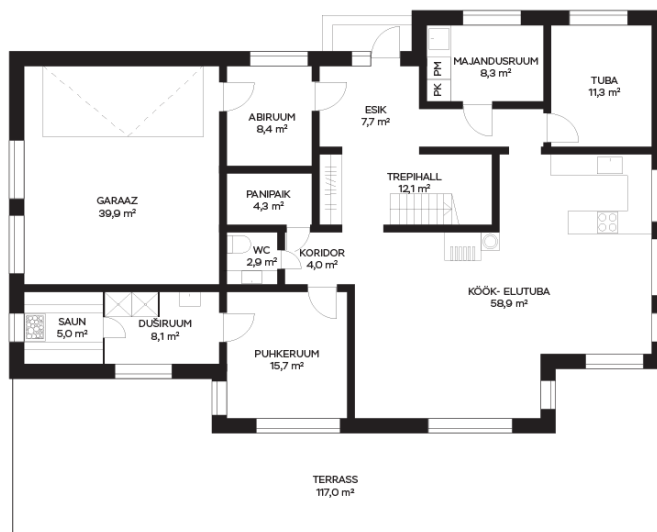 MAJANDUSRUUM
8,3 m²
PM
PK
TUBA
11,3 m²
ESIK
7,7 m²
ABIRUUM
8,4 m²
TREPIHALL
12,1 m²
GARAAZ
39,9 m²
PANIPAIK
4,3 m²
WC
2,9 m²
KORIDOR
4,0 m²
KÖÖK- ELUTUBA
58,9 m²
SAUN
5,0 m²
DUŠIRUUM
8,1 m²
PUHKERUUM
15,7 m²
TERRASS
117,0 m²